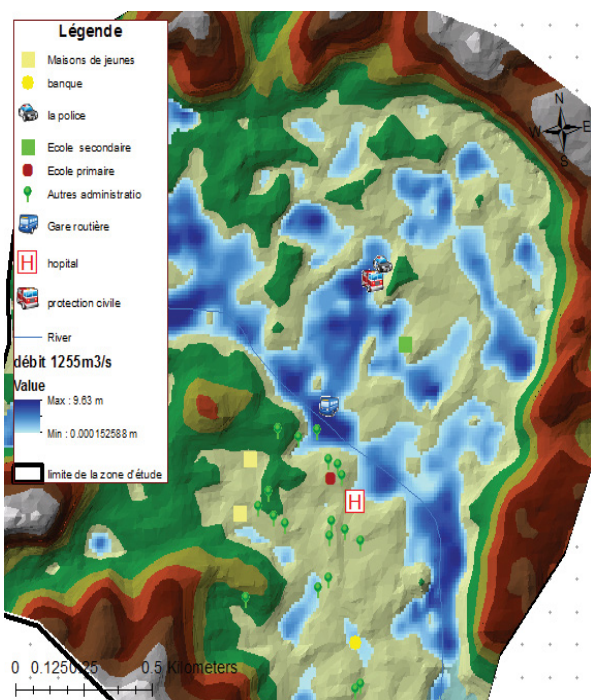 Légende
Maisons de jeunes
banque
la police
Ecole secondaire
Ecole primaire
Autres administratio
Gare routière
H hopital
protection civile
River
débit 1255m3/s
Value
Max : 9.63 m
Min : 0.000152588 m
limite de la zone d'étude
N
W E
S
H
0 0.1250.25 0.5 Kilometers